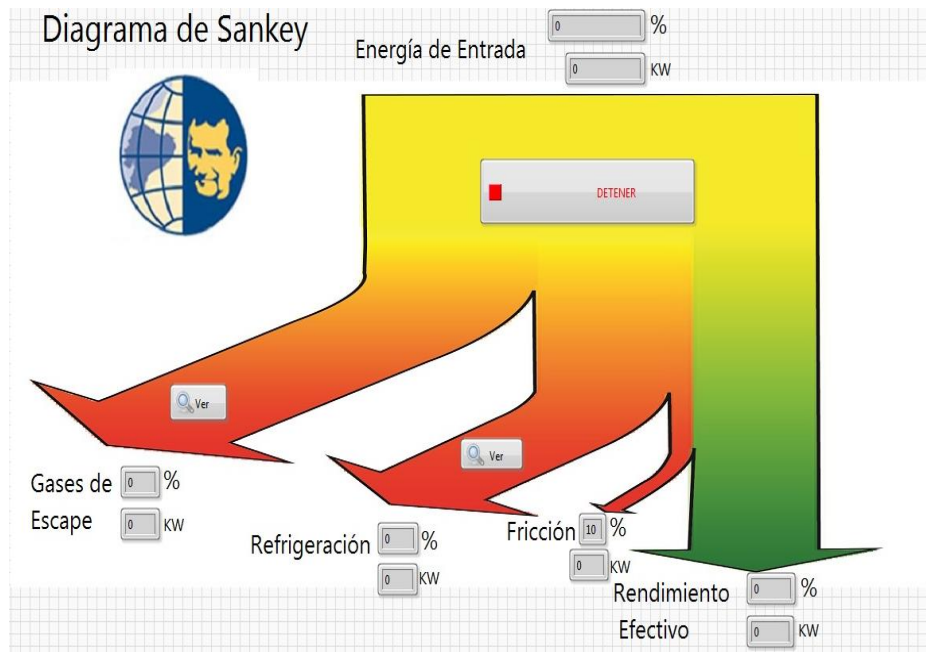 Diagrama de Sankey
Energía de Entrada
0 %
0 KW
DETENER
Ver
Ver
Gases de 0 %
Escape 0 KW
Refrigeración 0 %
0 KW
Fricción 10 %
0 KW
Rendimiento 0 %
Efectivo 0 KW